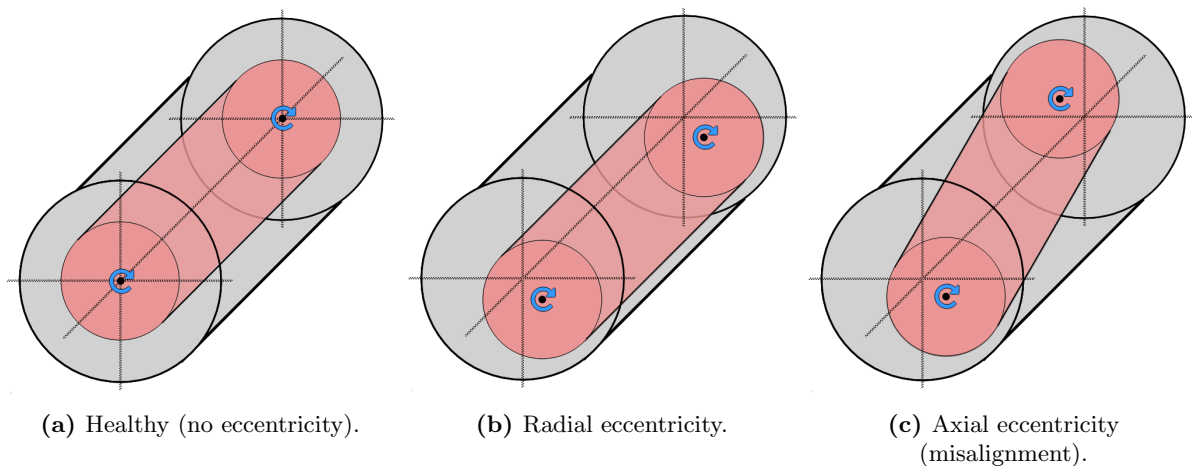 (a) Healthy (no eccentricity).
(b) Radial eccentricity.
(c) Axial eccentricity
(misalignment).